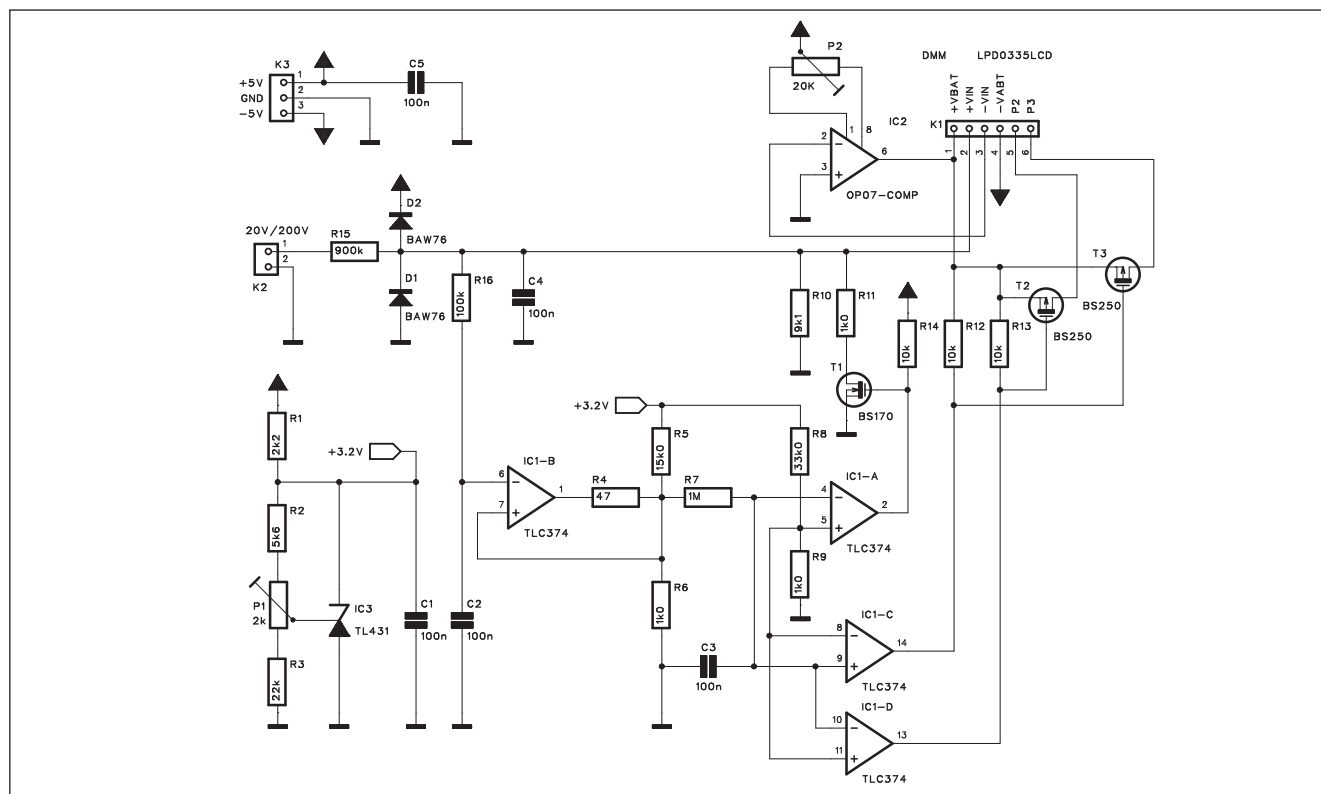 K3
+5V
GND
-5V
1
2
3
C5
100n
P2
20K
DMM LPD0335LCD
+VBAT
+VIN
-VIN
-VABT
P2
P3
K1
1
2
3
4
5
6
IC2
1
8
2
3
6
OP07-COMP
20V/200V
1
2
K2
R15
900k
D2
BAW76
D1
BAW76
R16
100k
C4
100n
R10
9k1
R11
1k0
R14
10k
R12
10k
R13
10k
T3
BS250
T2
BS250
T1
BS170
R1
2k2
+3.2V
R2
5k6
P1
2k
IC3
TL431
R3
22k
C1
100n
C2
100n
IC1-B
6
7
1
TLC374
R4
47
+3.2V
R5
15k0
R7
1M
R6
1k0
C3
100n
R8
33k0
R9
1k0
IC1-A
4
5
2
TLC374
IC1-C
8
9
14
TLC374
IC1-D
10
11
13
TLC374